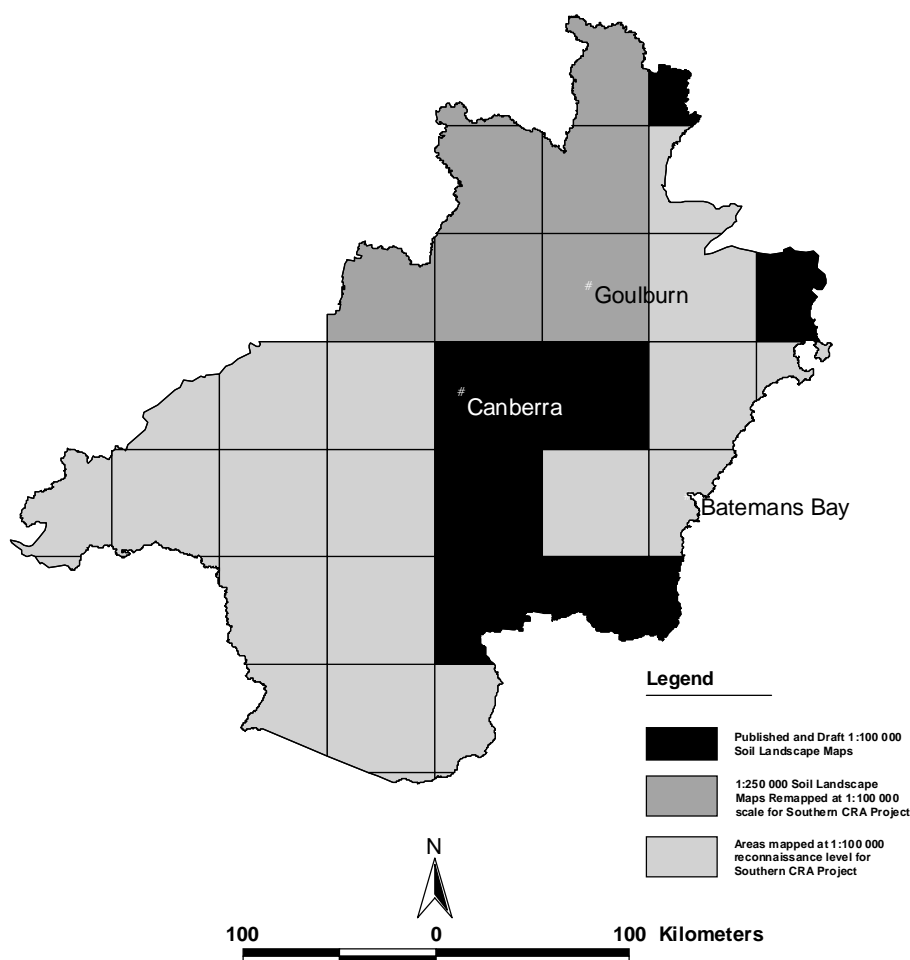 # Goulburn
# Canberra
Batemans Bay
Legend
Published and Draft 1:100 000
Soil Landscape Maps
1:250 000 Soil Landscape
Maps Remapped at 1:100 000
scale for Southern CRA Project
Areas mapped at 1:100 000
reconnaissance level for
Southern CRA Project
N
100 0 100 Kilometers